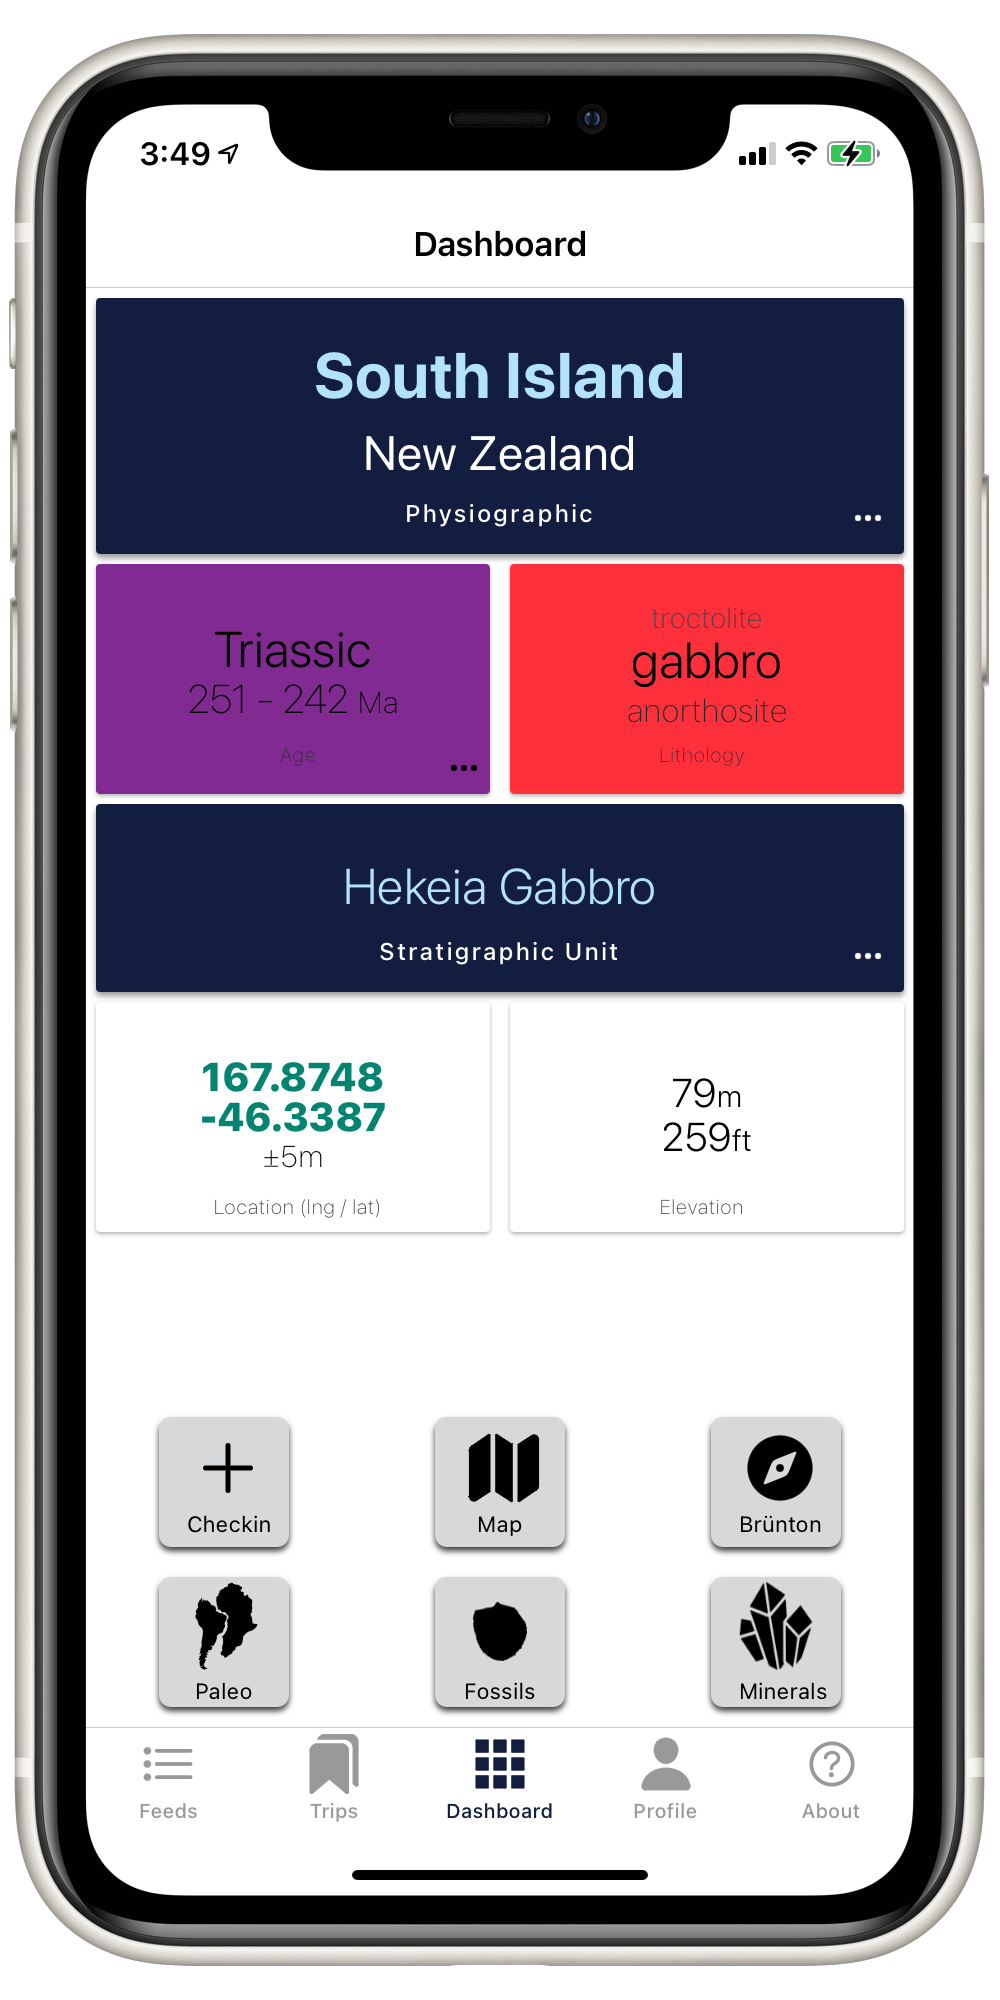 3:49
Dashboard
South Island
New Zealand
Physiographic
Triassic
251 - 242 Ma
Age
troctolite
gabbro
anorthosite
Lithology
Hekeia Gabbro
Stratigraphic Unit
167.8748
-46.3387
±5m
Location (lng / lat)
79m
259ft
Elevation
Checkin
Map
Brünton
Paleo
Fossils
Minerals
Feeds
Trips
Dashboard
Profile
About